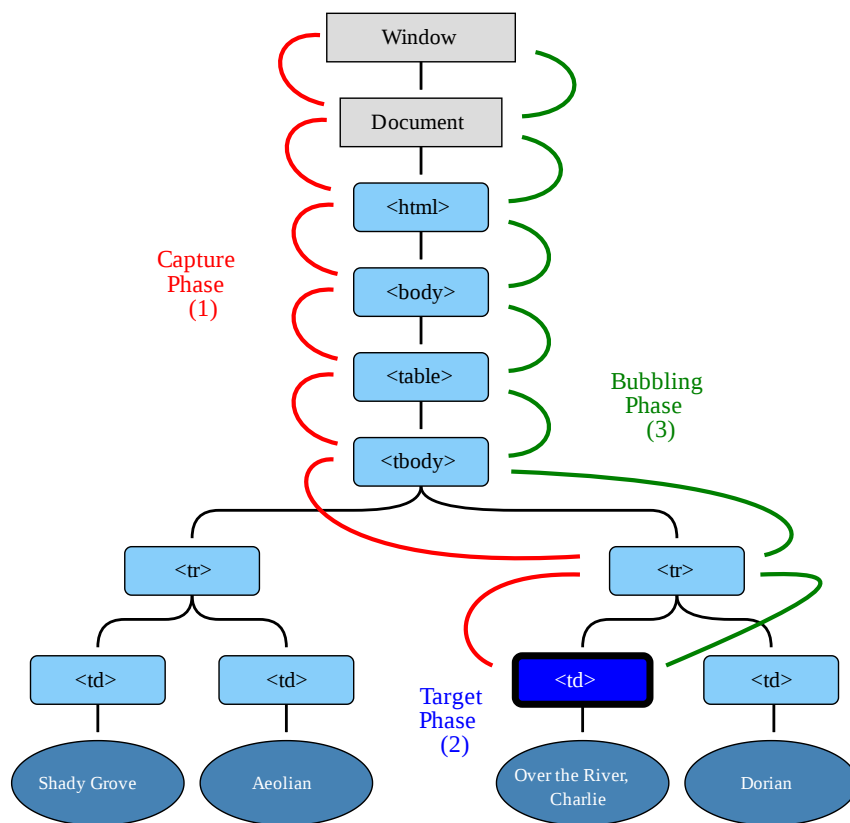 Window
Document
<html>
Capture
Phase
(1)
<body>
<table>
Bubbling
Phase
(3)
<tbody>
<tr>
<tr>
<td>
<td>
<td>
<td>
Target
Phase
(2)
Shady Grove
Aeolian
Over the River,
Charlie
Dorian